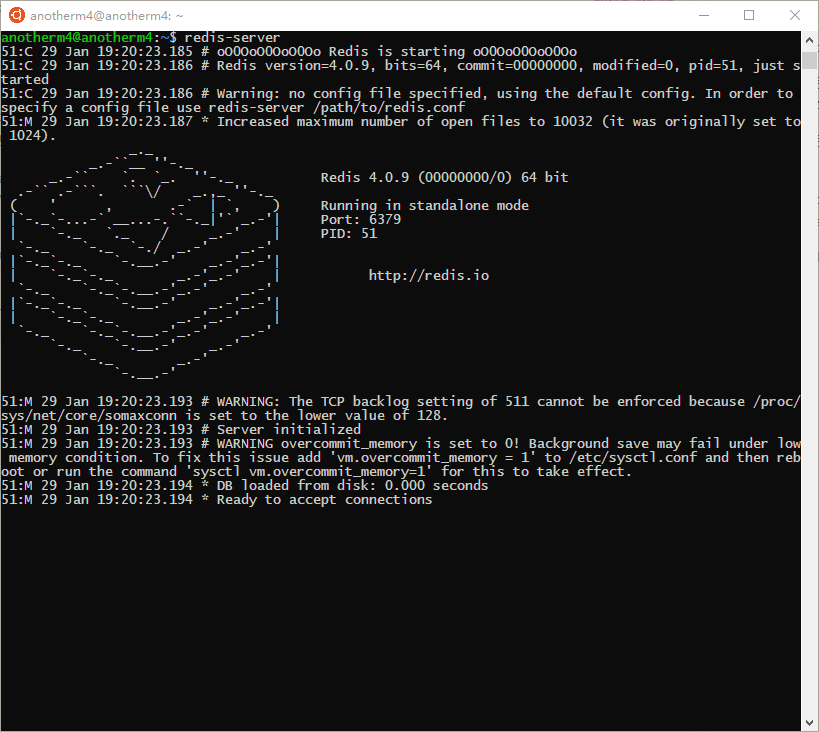 anotherm4@anotherm4: ~
anotherm4@anotherm4:~$ redis-server
51:C 29 Jan 19:20:23.185 # oO0OoO0OoO0Oo Redis is starting oO0OoO0OoO0Oo
51:C 29 Jan 19:20:23.186 # Redis version=4.0.9, bits=64, commit=00000000, modified=0, pid=51, just s
tarted
51:C 29 Jan 19:20:23.186 # Warning: no config file specified, using the default config. In order to
specify a config file use redis-server /path/to/redis.conf
51:M 29 Jan 19:20:23.187 * Increased maximum number of open files to 10032 (it was originally set to
 1024).
Redis 4.0.9 (00000000/0) 64 bit
Running in standalone mode
Port: 6379
PID: 51
http://redis.io
51:M 29 Jan 19:20:23.193 # WARNING: The TCP backlog setting of 511 cannot be enforced because /proc/
sys/net/core/somaxconn is set to the lower value of 128.
51:M 29 Jan 19:20:23.193 # Server initialized
51:M 29 Jan 19:20:23.193 # WARNING overcommit_memory is set to 0! Background save may fail under low
 memory condition. To fix this issue add 'vm.overcommit_memory = 1' to /etc/sysctl.conf and then reb
oot or run the command 'sysctl vm.overcommit_memory=1' for this to take effect.
51:M 29 Jan 19:20:23.194 * DB loaded from disk: 0.000 seconds
51:M 29 Jan 19:20:23.194 * Ready to accept connections